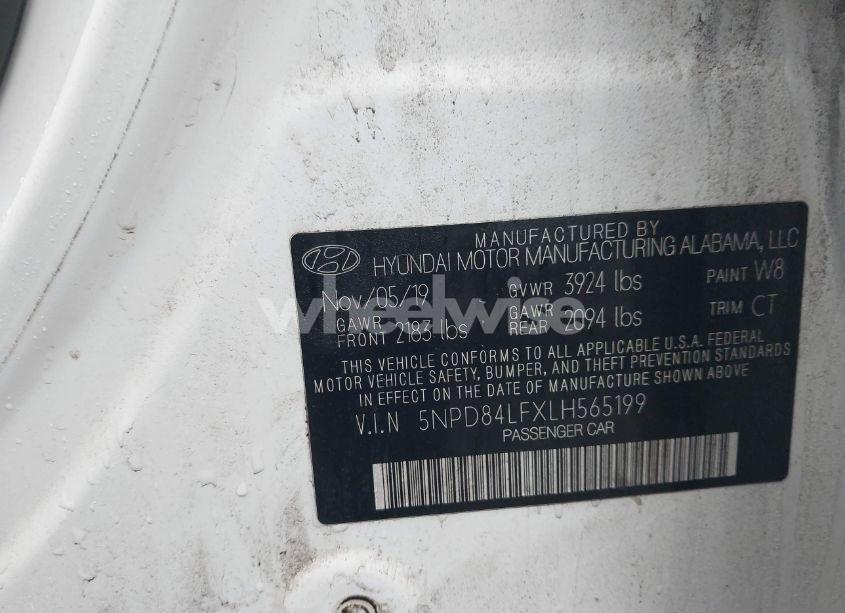 MANUFACTURED BY
HYUNDAI MOTOR MANUFACTURING ALABAMA, LLC
Nov/05/19 GVWR 3924 lbs PAINT W8
GAWR FRONT 2183 lbs GAWR REAR 2094 lbs TRIM CT
THIS VEHICLE CONFORMS TO ALL APPLICABLE U.S.A. FEDERAL
MOTOR VEHICLE SAFETY, BUMPER, AND THEFT PREVENTION STANDARDS
IN EFFECT ON THE DATE OF MANUFACTURE SHOWN ABOVE.
V.I.N 5NPD84LFXLH565199
PASSENGER CAR
wheelwise